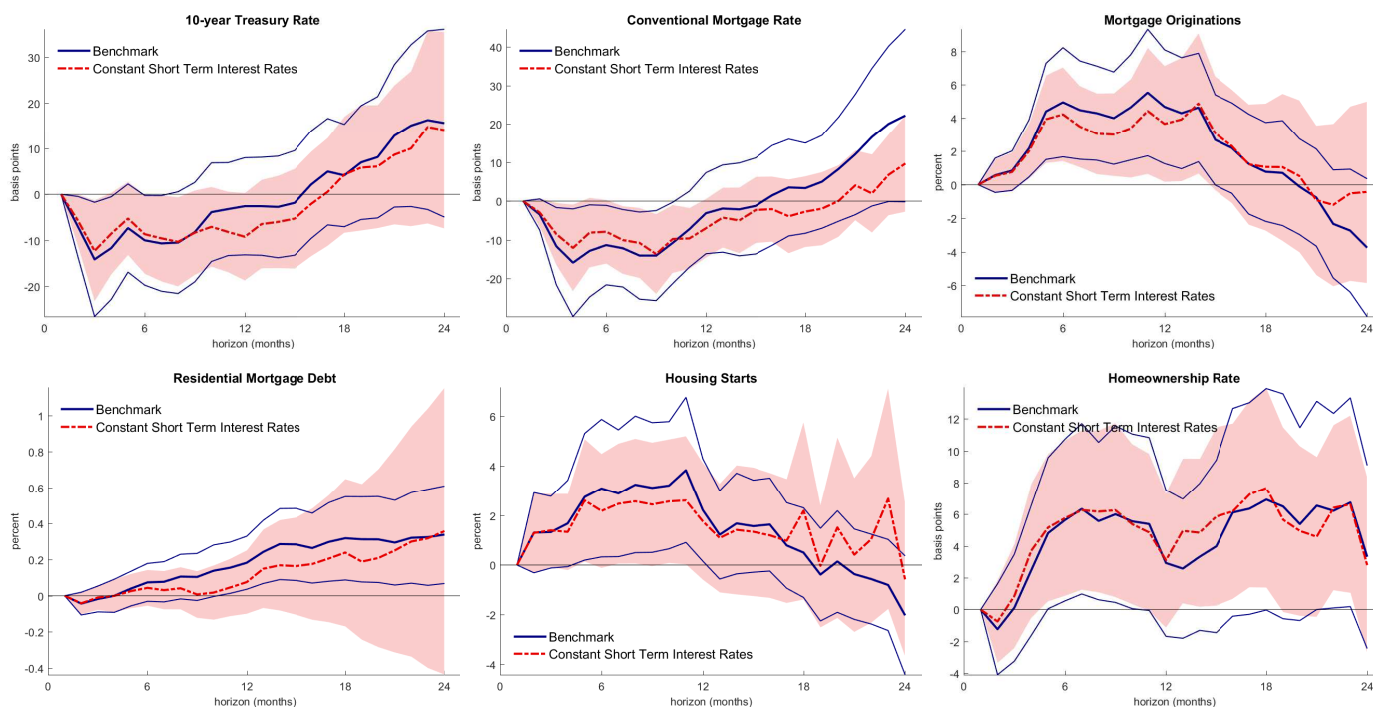 10-year Treasury Rate
Benchmark
Constant Short Term Interest Rates
basis points
30
20
10
0
-10
-20
0
6
12
18
24
horizon (months)
Conventional Mortgage Rate
Benchmark
Constant Short Term Interest Rates
basis points
40
30
20
10
0
-10
-20
0
6
12
18
24
horizon (months)
Mortgage Originations
Benchmark
Constant Short Term Interest Rates
percent
8
6
4
2
0
-2
-4
-6
0
6
12
18
24
horizon (months)
Residential Mortgage Debt
Benchmark
Constant Short Term Interest Rates
percent
1
0.8
0.6
0.4
0.2
0
-0.2
-0.4
0
6
12
18
24
horizon (months)
Housing Starts
Benchmark
Constant Short Term Interest Rates
percent
6
4
2
0
-2
-4
0
6
12
18
24
horizon (months)
Homeownership Rate
Benchmark
Constant Short Term Interest Rates
basis points
12
10
8
6
4
2
0
-2
-4
0
6
12
18
24
horizon (months)